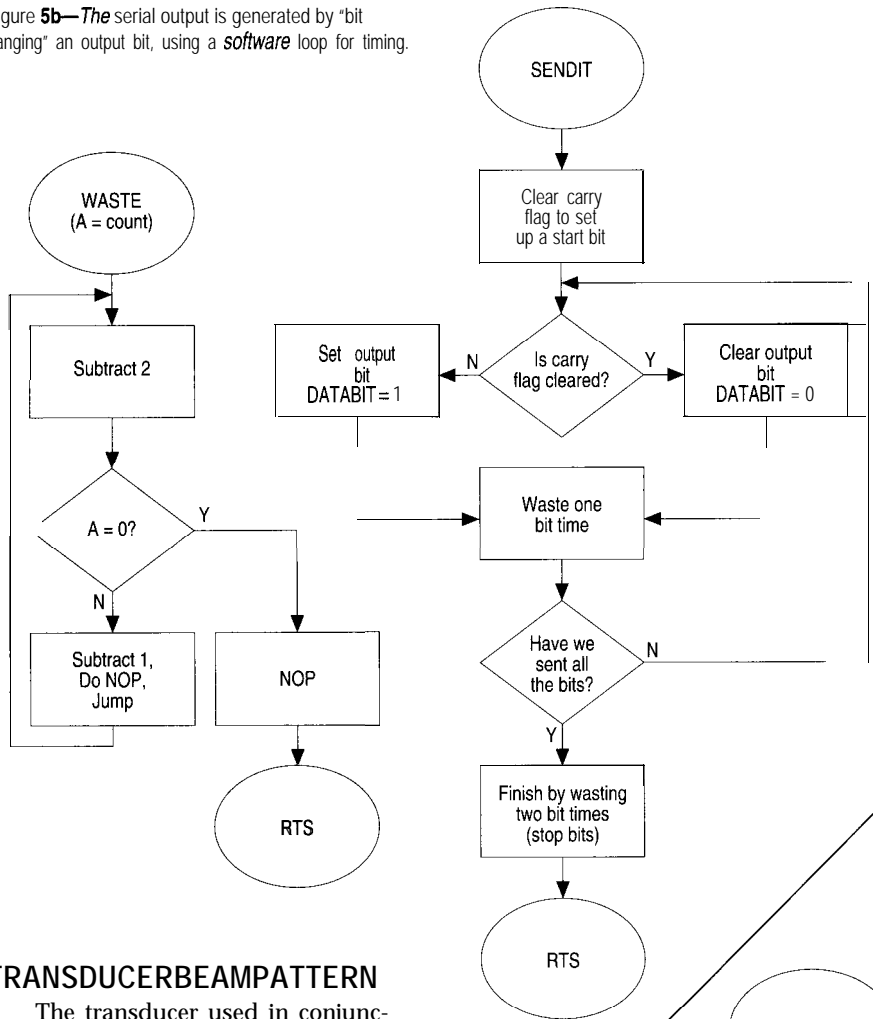 gure 5b—The serial output is generated by "bit
anging" an output bit, using a software loop for timing.
WASTE
(A = count)
Subtract 2
A = 0?
Y
N
Subtract 1,
Do NOP,
Jump
NOP
RTS
SENDIT
Clear carry
flag to set
up a start bit
Is carry
flag cleared?
N
Y
Set output
bit
DATABIT = 1
Clear output
bit
DATABIT = 0
Waste one
bit time
Have we
sent all
the bits?
N
Y
Finish by wasting
two bit times
(stop bits)
RTS
TRANSDUCERBEAMPATTERN
The transducer used in conjunc-